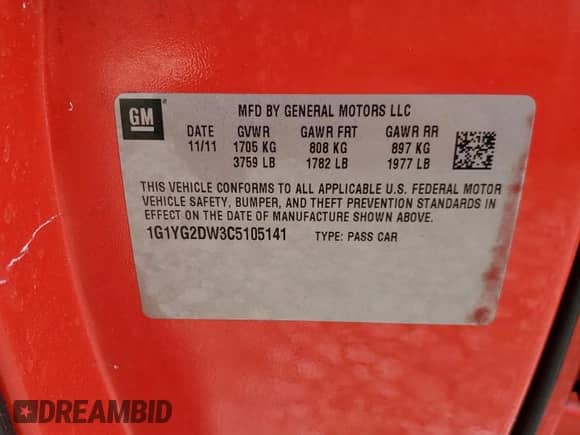 GM
MFD BY GENERAL MOTORS LLC
DATE GVWR GAWR FRT GAWR RR
11/11 1705 KG 808 KG 897 KG
3759 LB 1782 LB 1977 LB
THIS VEHICLE CONFORMS TO ALL APPLICABLE U.S. FEDERAL MOTOR
VEHICLE SAFETY, BUMPER, AND THEFT PREVENTION STANDARDS IN
EFFECT ON THE DATE OF MANUFACTURE SHOWN ABOVE.
1G1YG2DW3C5105141 TYPE: PASS CAR
DREAMBID